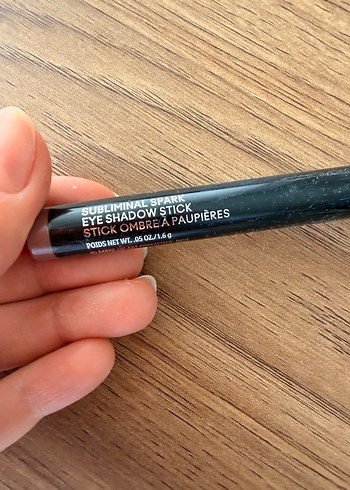 SUBLIMINAL SPARK
EYE SHADOW STICK
STICK OMBRE À PAUPIÈRES
POIDS NET WT. .05 OZ./1.6 g